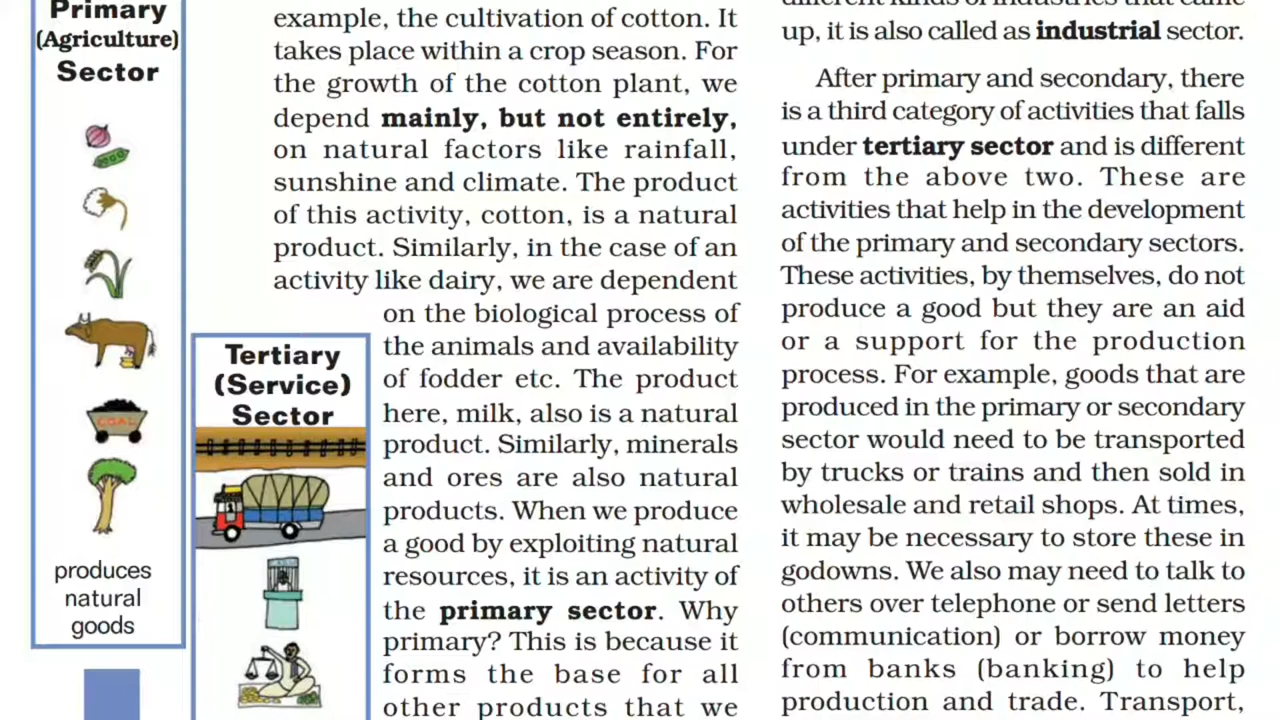 Primary
(Agriculture)
Sector
COAL
produces
natural
goods
Tertiary
(Service)
Sector
example, the cultivation of cotton. It
takes place within a crop season. For
the growth of the cotton plant, we
depend mainly, but not entirely,
on natural factors like rainfall,
sunshine and climate. The product
of this activity, cotton, is a natural
product. Similarly, in the case of an
activity like dairy, we are dependent
on the biological process of
the animals and availability
of fodder etc. The product
here, milk, also is a natural
product. Similarly, minerals
and ores are also natural
products. When we produce
a good by exploiting natural
resources, it is an activity of
the primary sector. Why
primary? This is because it
forms the base for all
other products that we
different kinds of industries that came
up, it is also called as industrial sector.
After primary and secondary, there
is a third category of activities that falls
under tertiary sector and is different
from the above two. These are
activities that help in the development
of the primary and secondary sectors.
These activities, by themselves, do not
produce a good but they are an aid
or a support for the production
process. For example, goods that are
produced in the primary or secondary
sector would need to be transported
by trucks or trains and then sold in
wholesale and retail shops. At times,
it may be necessary to store these in
godowns. We also may need to talk to
others over telephone or send letters
(communication) or borrow money
from banks (banking) to help
production and trade. Transport,